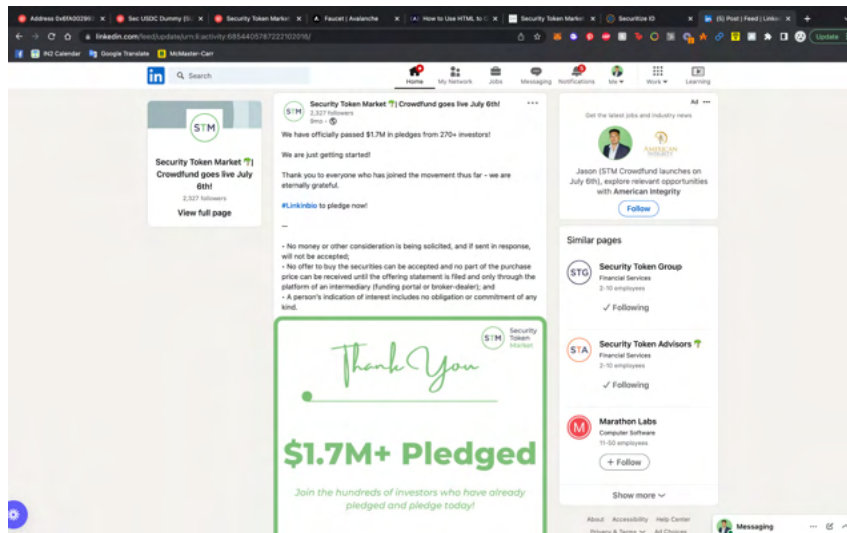 Sec USDC Dummy
Security Token Market
Faucet | Avalanche
How to Use HTML to
Security Token Market
Securitize ID
(5) Post | Feed | Linke
linkedin.com/feed/update/urn:li:activity:6854405787222102016/
Update
IN2 Calendar
Google Translate
McMaster-Carr
in
Search
Home
My Network
Jobs
Messaging
Notifications
Me
Work
Learning
STM
Security Token Market 🌴|
Crowdfund goes live July
6th!
2,327 followers
View full page
STM
Security Token Market 🌴| Crowdfund goes live July 6th!
2,327 followers
9mo •
We have officially passed $1.7M in pledges from 270+ investors!
We are just getting started!
Thank you to everyone who has joined the movement thus far – we are
eternally grateful.
#Linkinbio to pledge now!
—
• No money or other consideration is being solicited, and if sent in response,
will not be accepted;
• No offer to buy the securities can be accepted and no part of the purchase
price can be received until the offering statement is filed and only through the
platform of an intermediary (funding portal or broker-dealer); and
• A person's indication of interest includes no obligation or commitment of any
kind.
STM
Security
Token
Market
Thank You
$1.7M+ Pledged
Join the hundreds of investors who have already
pledged and pledge today!
Ad
Get the latest jobs and industry news
AMERICAN
INTEGRITY
Jason (STM Crowdfund launches on
July 6th), explore relevant opportunities
with American Integrity
Follow
Similar pages
STG
Security Token Group
Financial Services
2-10 employees
✓ Following
STA
Security Token Advisors 🌴
Financial Services
2-10 employees
✓ Following
M
Marathon Labs
Computer Software
11-50 employees
+ Follow
Show more
About Accessibility Help Center
Privacy & Terms Ad Choices
Messaging